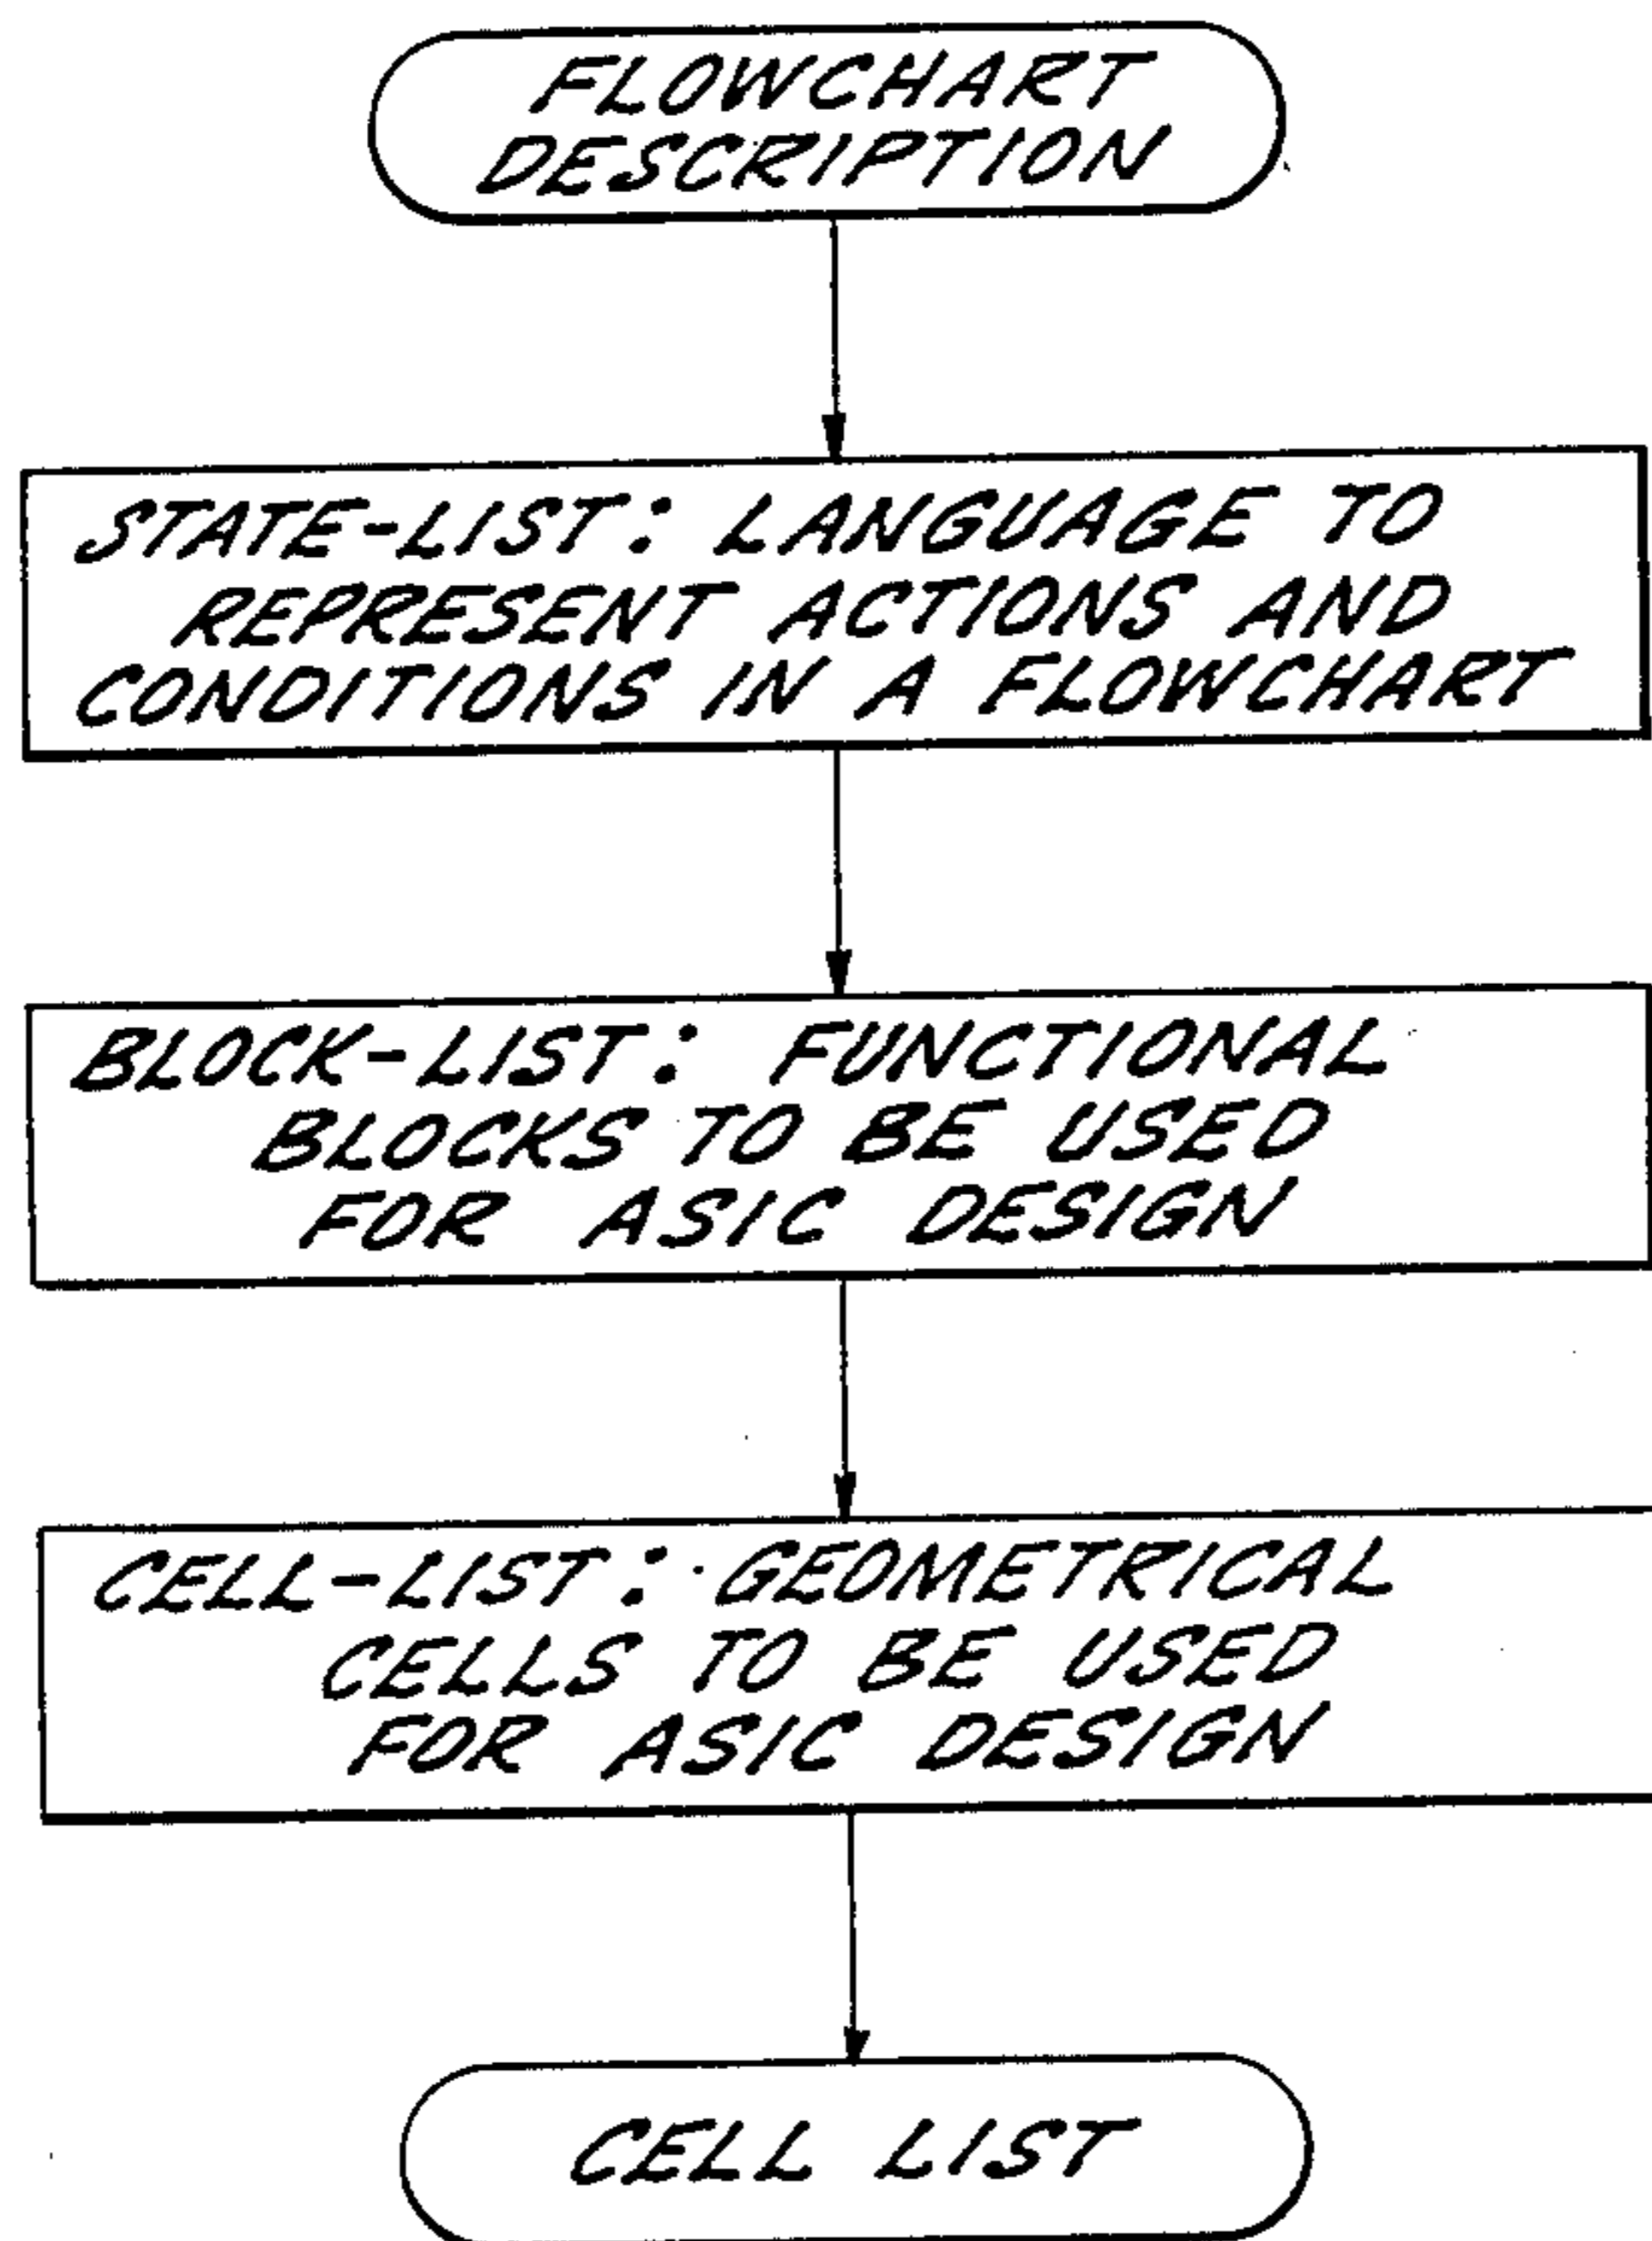 FLOWCHART
DESCRIPTION
STATE-LIST: LANGUAGE TO
REPRESENT ACTIONS AND
CONDITIONS IN A FLOWCHART
BLOCK-LIST: FUNCTIONAL
BLOCKS TO BE USED
FOR ASIC DESIGN
CELL-LIST: GEOMETRICAL
CELLS TO BE USED
FOR ASIC DESIGN
CELL LIST